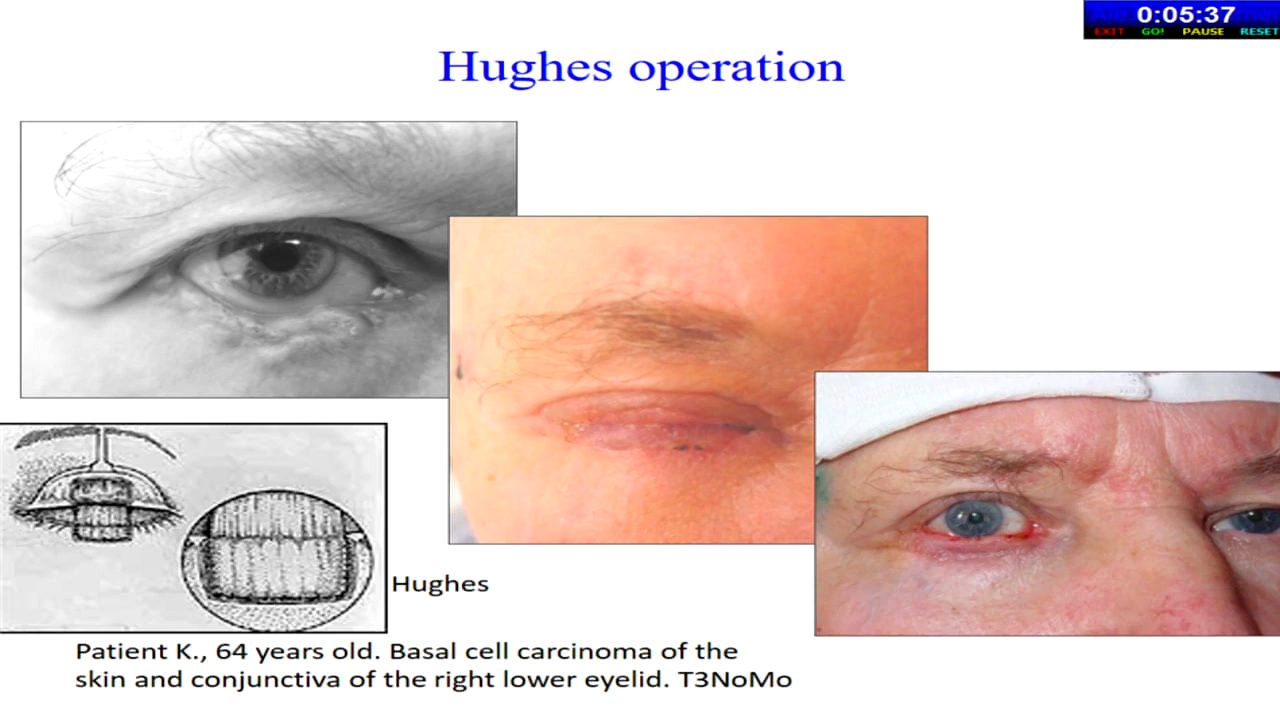 0:05:37
EXIT GO! PAUSE RESET
Hughes operation
Hughes
Patient K., 64 years old. Basal cell carcinoma of the
skin and conjunctiva of the right lower eyelid. T3NoMo